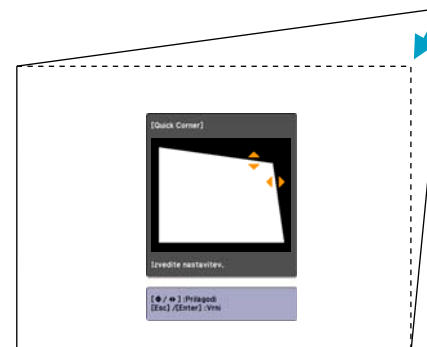 [Quick Corner]
Izvedite nastavitev.
[⬍/⬌] :Prilagodi
[Esc] /[Enter] :Vrni